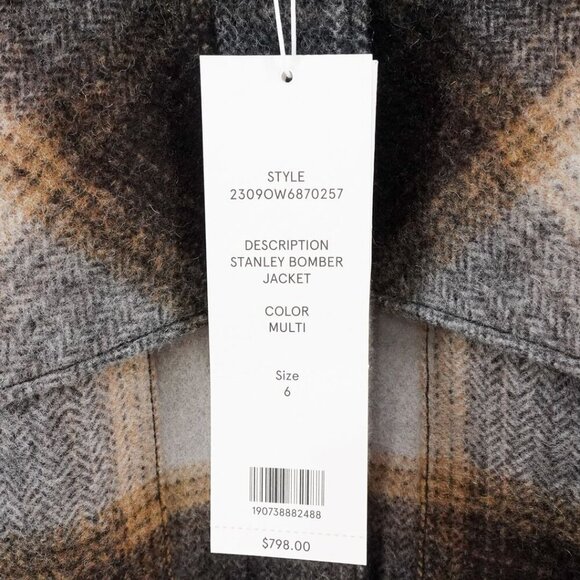 STYLE
2309OW6870257
DESCRIPTION
STANLEY BOMBER
JACKET
COLOR
MULTI
Size
6
190738882488
$798.00